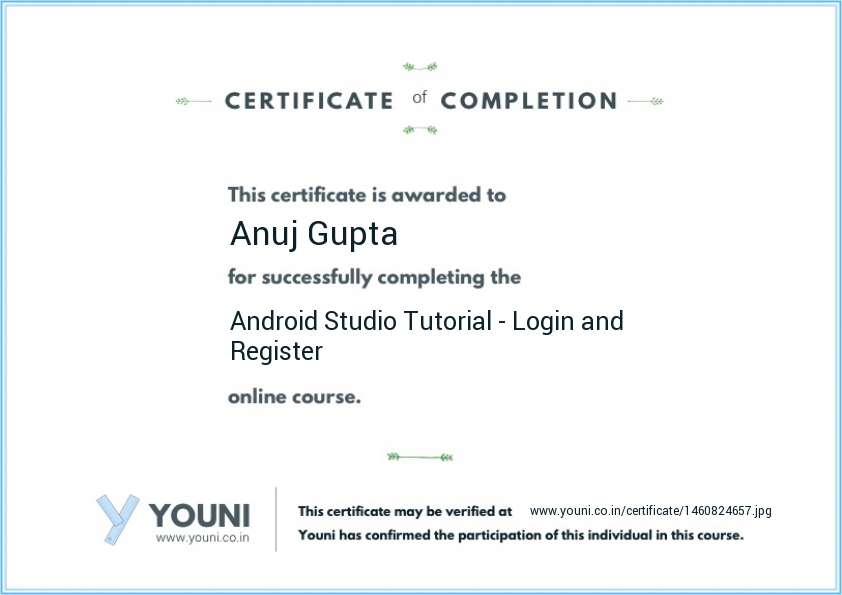 CERTIFICATE of COMPLETION
This certificate is awarded to
Anuj Gupta
for successfully completing the
Android Studio Tutorial - Login and
Register
online course.
YOUNI
www.youni.co.in
This certificate may be verified at www.youni.co.in/certificate/1460824657.jpg
Youni has confirmed the participation of this individual in this course.